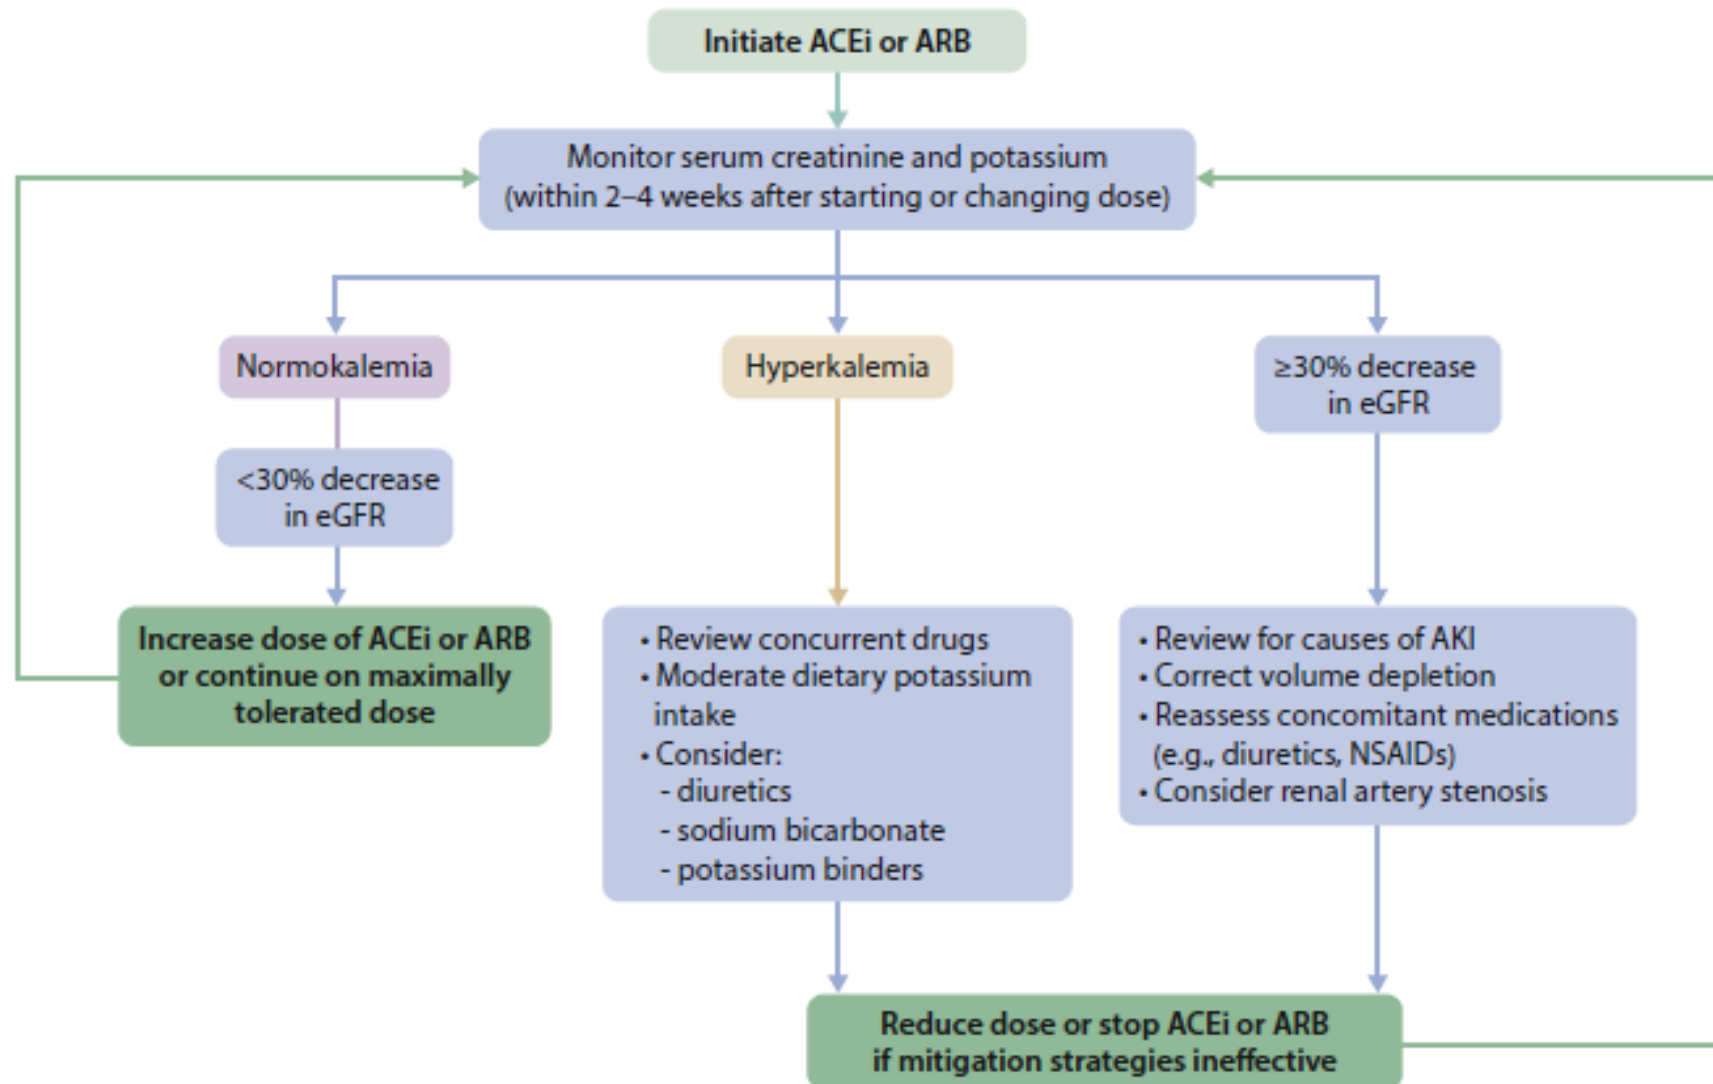 Initiate ACEi or ARB
Monitor serum creatinine and potassium
(within 2–4 weeks after starting or changing dose)
Normokalemia
<30% decrease
in eGFR
Increase dose of ACEi or ARB
or continue on maximally
tolerated dose
Hyperkalemia
• Review concurrent drugs
• Moderate dietary potassium
intake
• Consider:
- diuretics
- sodium bicarbonate
- potassium binders
≥30% decrease
in eGFR
• Review for causes of AKI
• Correct volume depletion
• Reassess concomitant medications
(e.g., diuretics, NSAIDs)
• Consider renal artery stenosis
Reduce dose or stop ACEi or ARB
if mitigation strategies ineffective